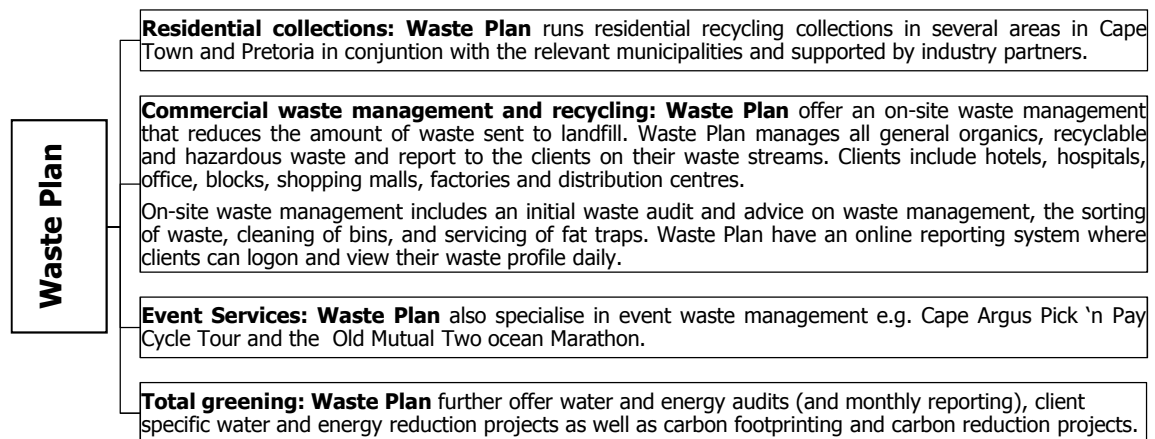 Waste Plan
Residential collections: Waste Plan runs residential recycling collections in several areas in Cape
Town and Pretoria in conjuntion with the relevant municipalities and supported by industry partners.
Commercial waste management and recycling: Waste Plan offer an on-site waste management
that reduces the amount of waste sent to landfill. Waste Plan manages all general organics, recyclable
and hazardous waste and report to the clients on their waste streams. Clients include hotels, hospitals,
office, blocks, shopping malls, factories and distribution centres.
On-site waste management includes an initial waste audit and advice on waste management, the sorting
of waste, cleaning of bins, and servicing of fat traps. Waste Plan have an online reporting system where
clients can logon and view their waste profile daily.
Event Services: Waste Plan also specialise in event waste management e.g. Cape Argus Pick ‘n Pay
Cycle Tour and the Old Mutual Two ocean Marathon.
Total greening: Waste Plan further offer water and energy audits (and monthly reporting), client
specific water and energy reduction projects as well as carbon footprinting and carbon reduction projects.